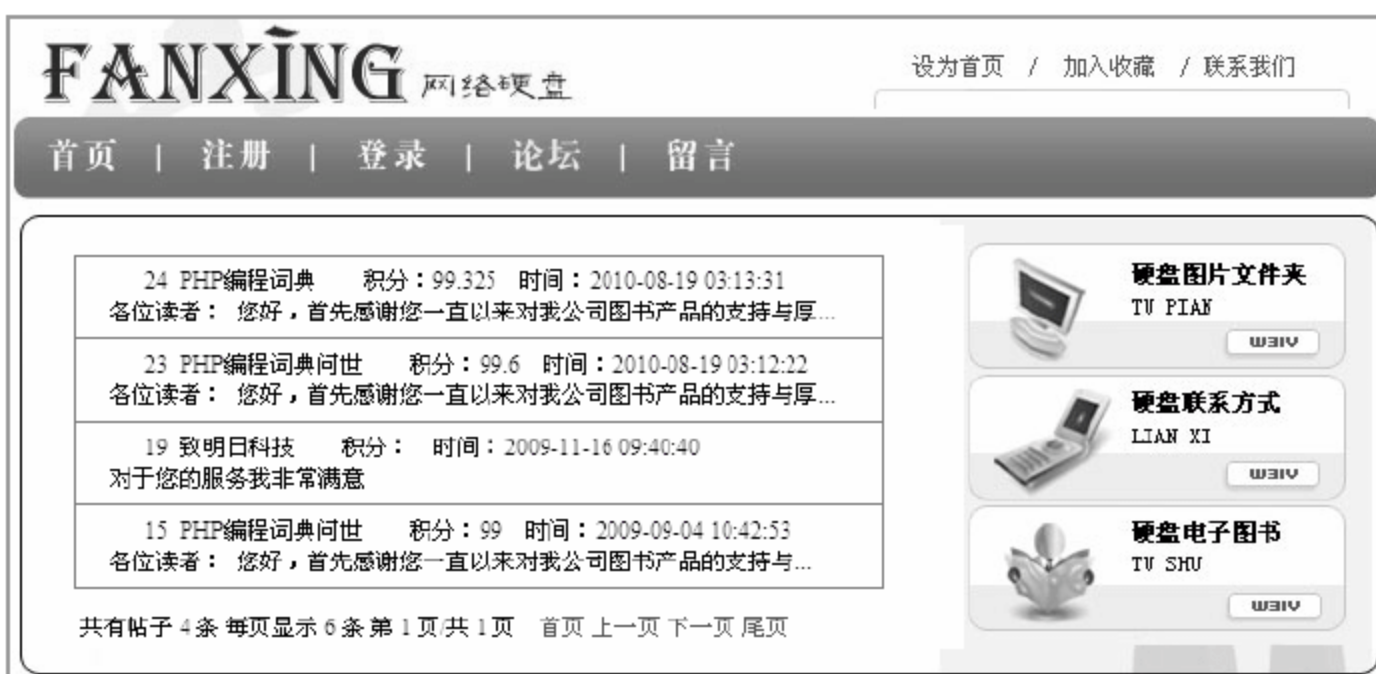 FANXING 网络硬盘
设为首页 / 加入收藏 / 联系我们
首页 | 注册 | 登录 | 论坛 | 留言
24 PHP编程词典 积分：99.325 时间：2010-08-19 03:13:31
各位读者： 您好，首先感谢您一直以来对我公司图书产品的支持与厚...
23 PHP编程词典问世 积分：99.6 时间：2010-08-19 03:12:22
各位读者： 您好，首先感谢您一直以来对我公司图书产品的支持与厚...
19 致明日科技 积分： 时间：2009-11-16 09:40:40
对于您的服务我非常满意
15 PHP编程词典问世 积分：99 时间：2009-09-04 10:42:53
各位读者： 您好，首先感谢您一直以来对我公司图书产品的支持与...
共有帖子 4 条 每页显示 6 条 第 1 页/共 1 页 首页 上一页 下一页 尾页
硬盘图片文件夹
TU PIAN
VIEW
硬盘联系方式
LIAN XI
VIEW
硬盘电子图书
TU SHU
VIEW